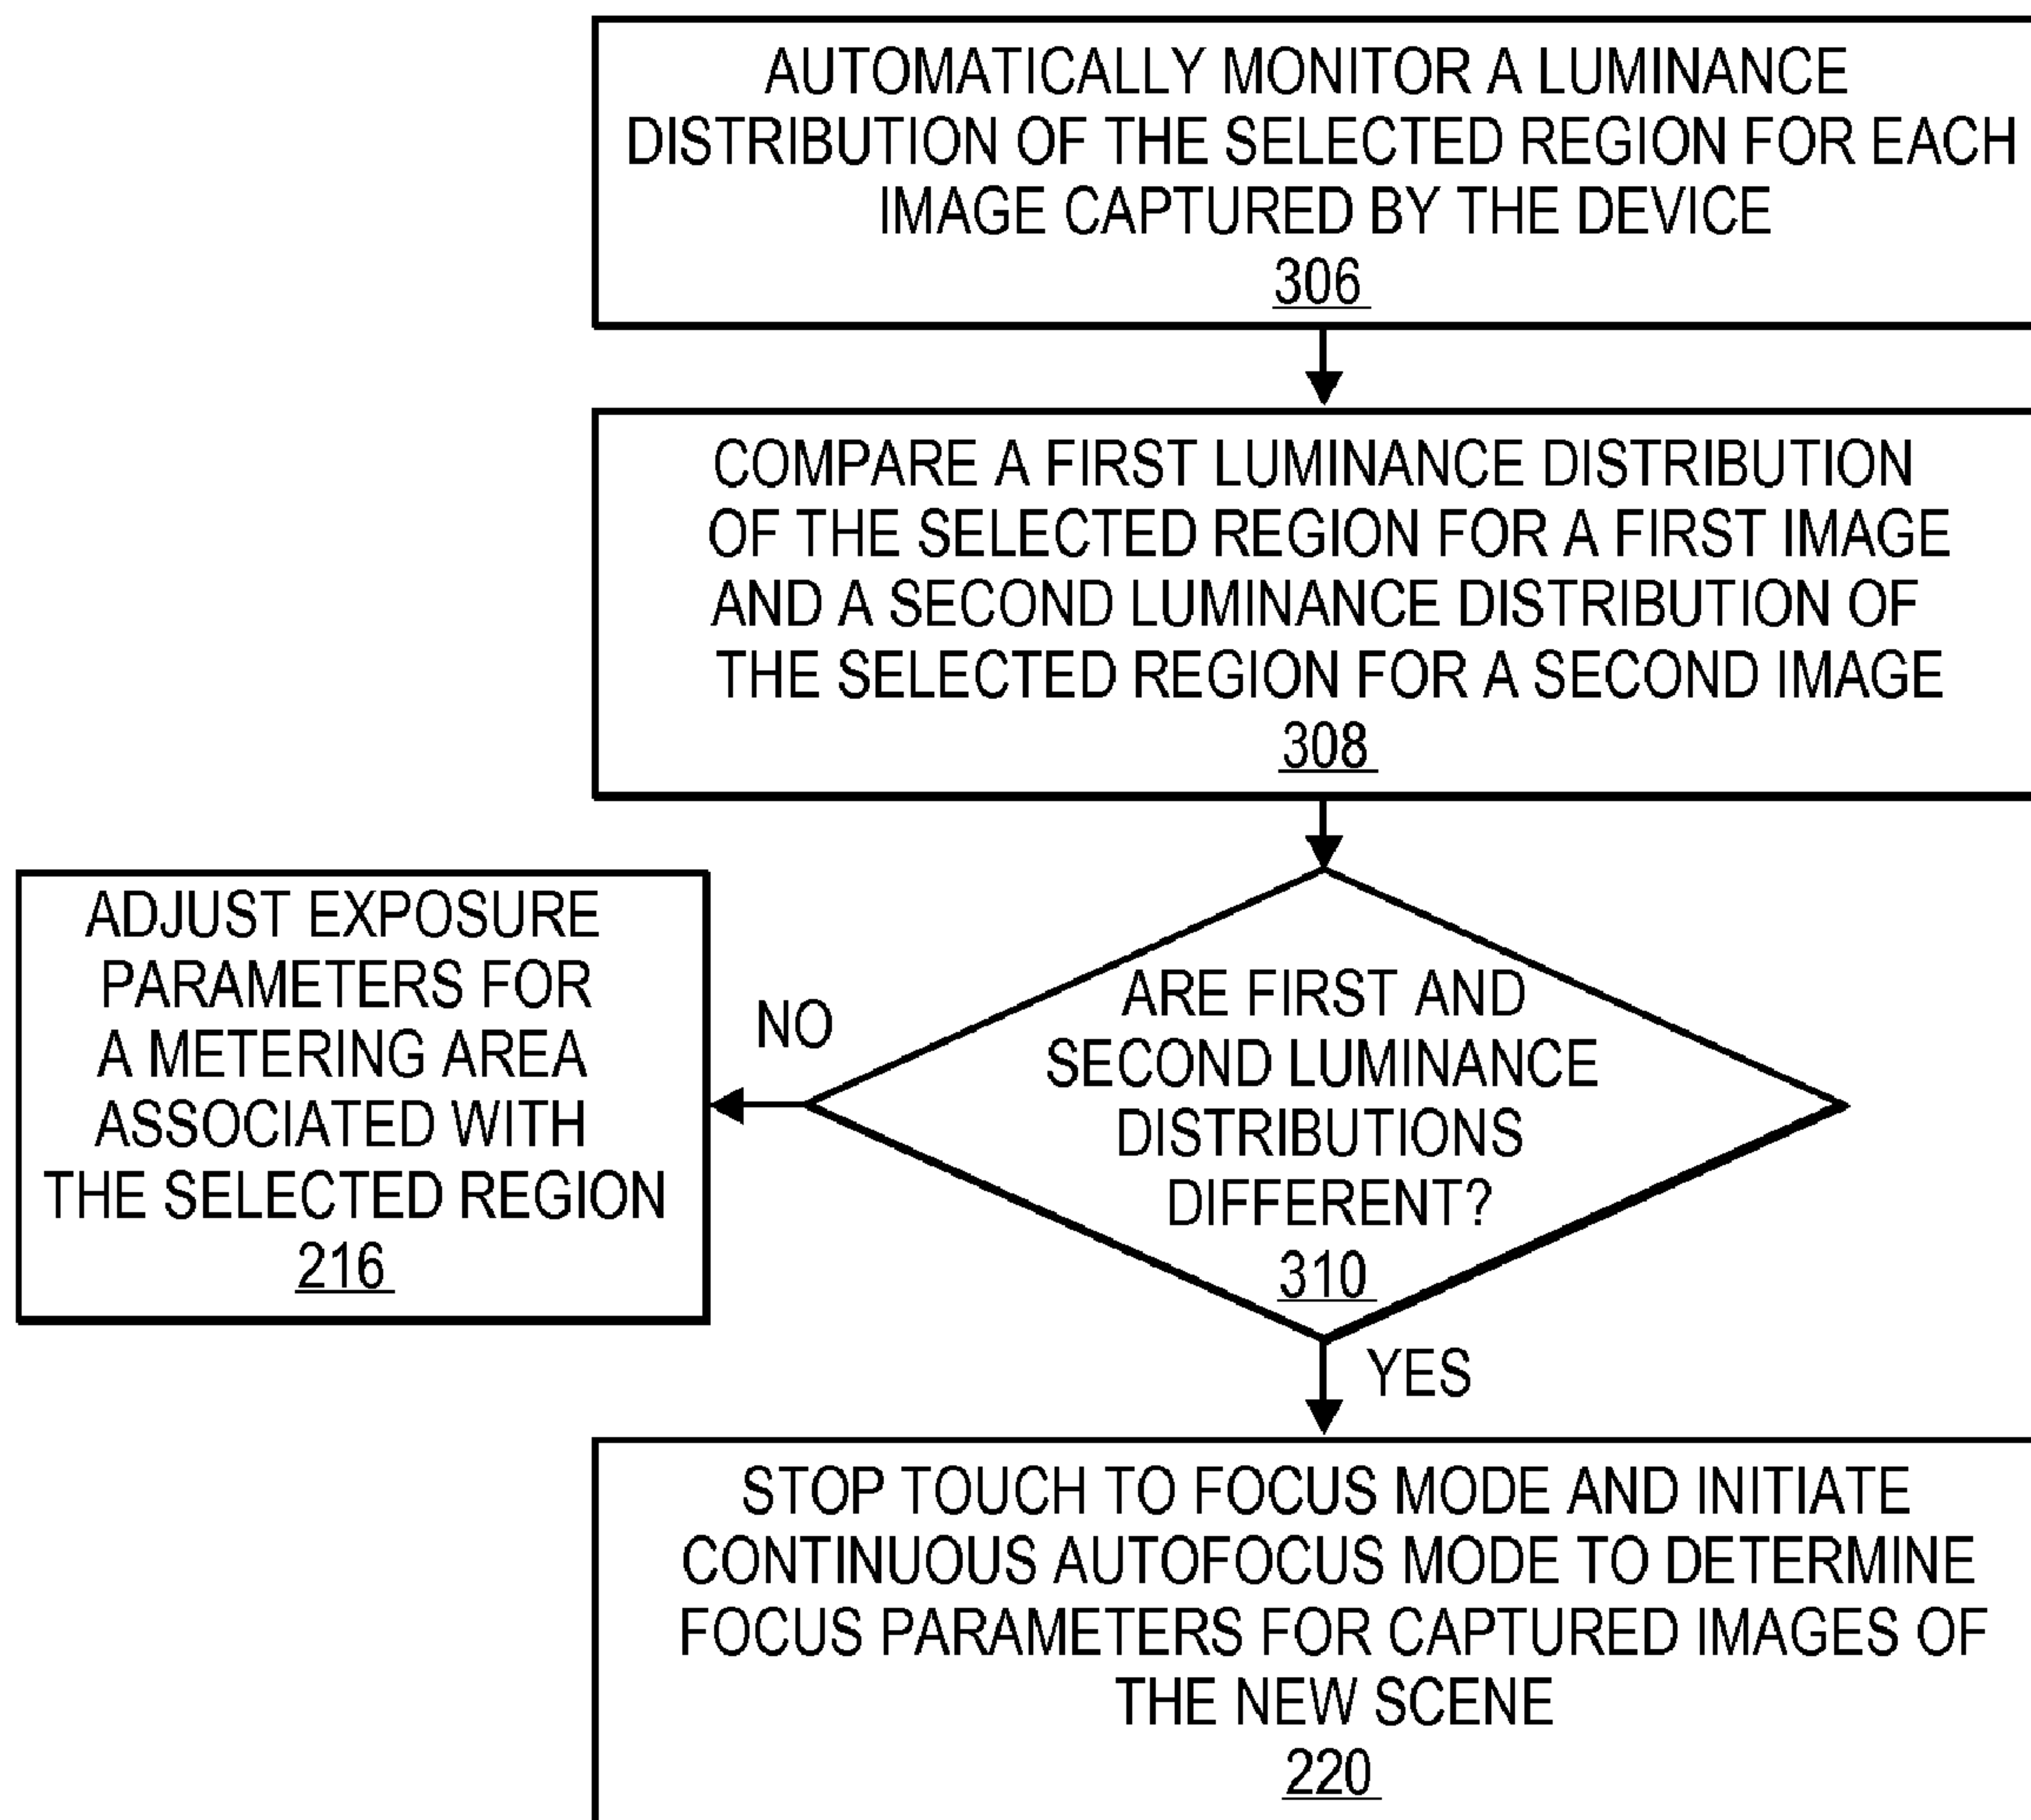 AUTOMATICALLY MONITOR A LUMINANCE
DISTRIBUTION OF THE SELECTED REGION FOR EACH
IMAGE CAPTURED BY THE DEVICE
306
COMPARE A FIRST LUMINANCE DISTRIBUTION
OF THE SELECTED REGION FOR A FIRST IMAGE
AND A SECOND LUMINANCE DISTRIBUTION OF
THE SELECTED REGION FOR A SECOND IMAGE
308
ARE FIRST AND
SECOND LUMINANCE
DISTRIBUTIONS
DIFFERENT?
310
NO
ADJUST EXPOSURE
PARAMETERS FOR
A METERING AREA
ASSOCIATED WITH
THE SELECTED REGION
216
YES
STOP TOUCH TO FOCUS MODE AND INITIATE
CONTINUOUS AUTOFOCUS MODE TO DETERMINE
FOCUS PARAMETERS FOR CAPTURED IMAGES OF
THE NEW SCENE
220